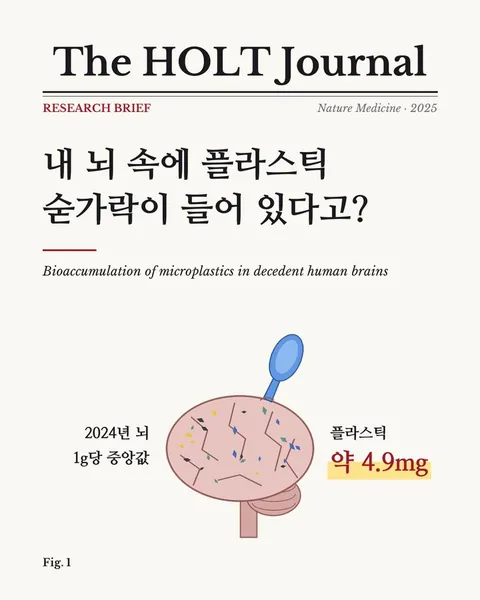 The HOLT Journal
RESEARCH BRIEF
Nature Medicine · 2025
내 뇌 속에 플라스틱
숟가락이 들어 있다고?
Bioaccumulation of microplastics in decedent human brains
2024년 뇌
1g당 중앙값
플라스틱
약 4.9mg
Fig. 1